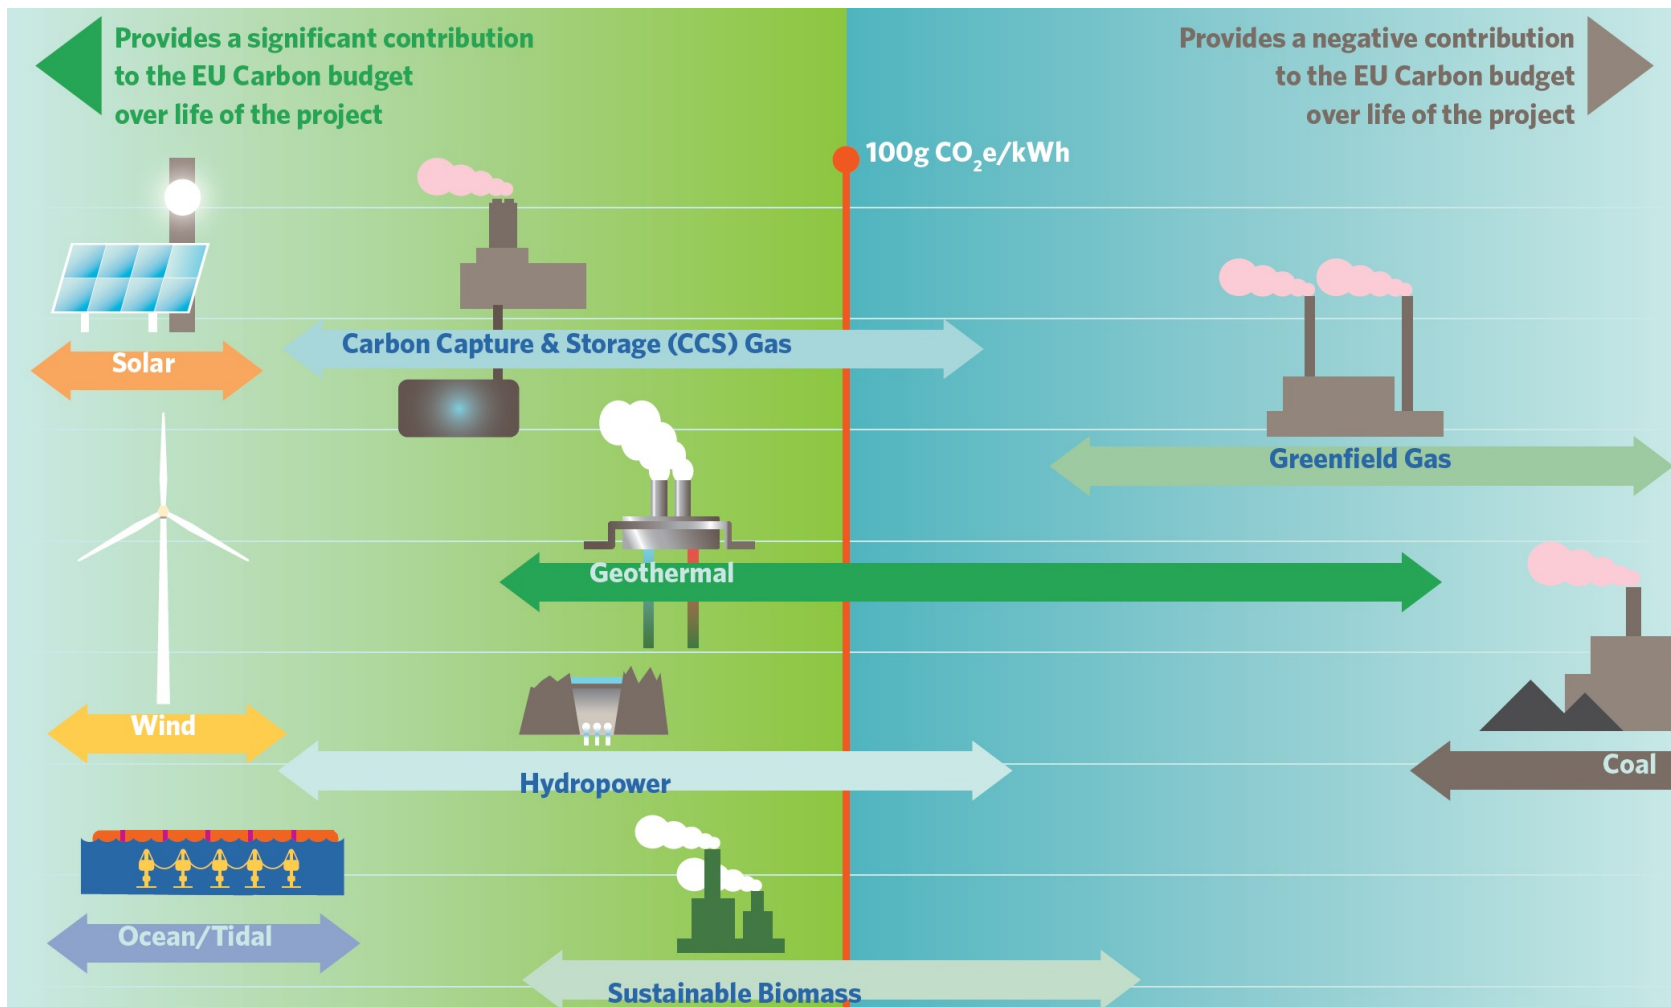 Provides a significant contribution
to the EU Carbon budget
over life of the project
Provides a negative contribution
to the EU Carbon budget
over life of the project
100g CO₂e/kWh
Carbon Capture & Storage (CCS) Gas
Solar
Greenfield Gas
Geothermal
Wind
Coal
Hydropower
Ocean/Tidal
Sustainable Biomass